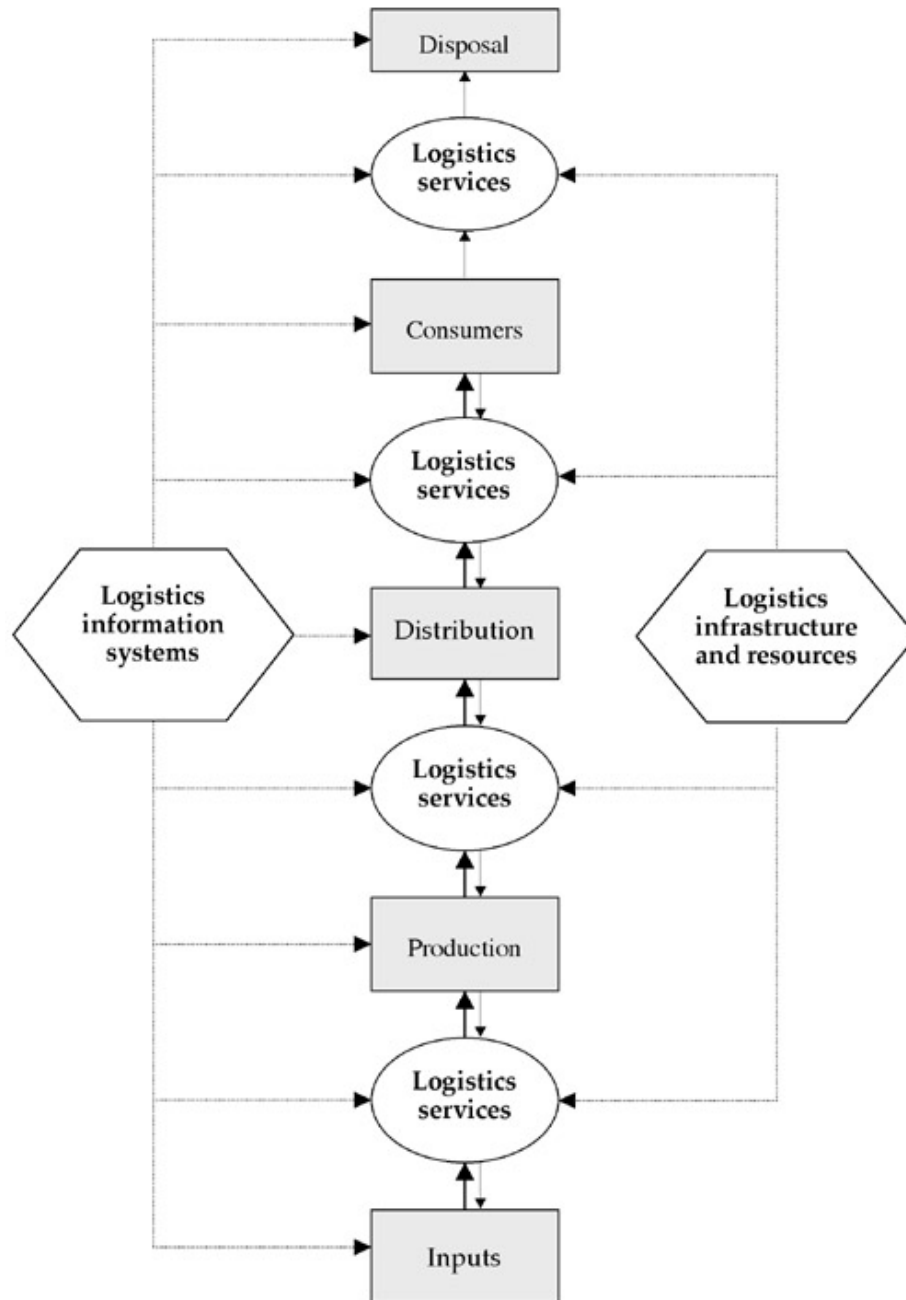 Disposal
Logistics
services
Consumers
Logistics
services
Logistics
information
systems
Distribution
Logistics
infrastructure
and resources
Logistics
services
Production
Logistics
services
Inputs